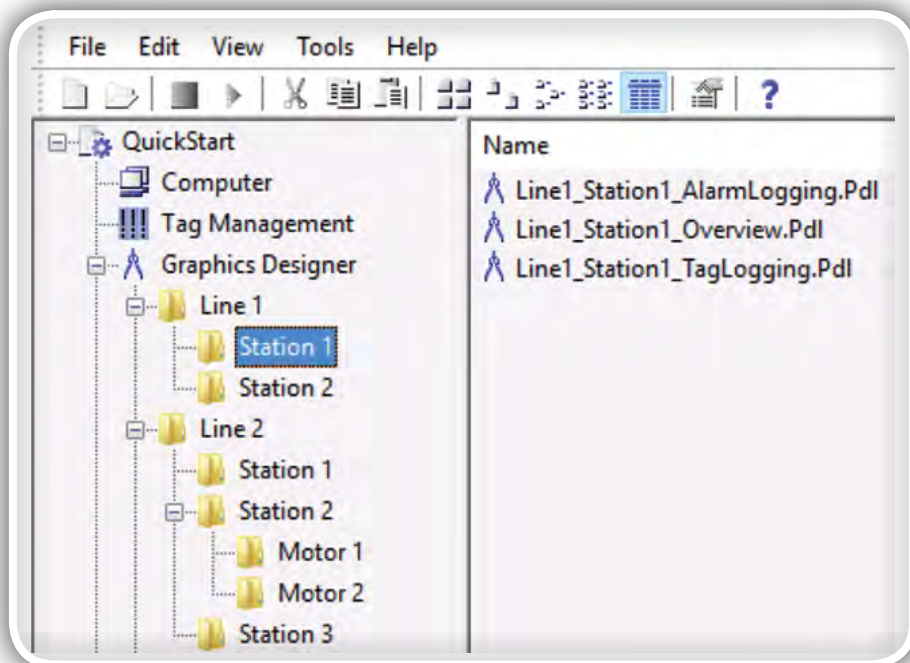 File Edit View Tools Help
?
QuickStart
Computer
Tag Management
Graphics Designer
Line 1
Station 1
Station 2
Line 2
Station 1
Station 2
Motor 1
Motor 2
Station 3
Name
Line1_Station1_AlarmLogging.Pdl
Line1_Station1_Overview.Pdl
Line1_Station1_TagLogging.Pdl